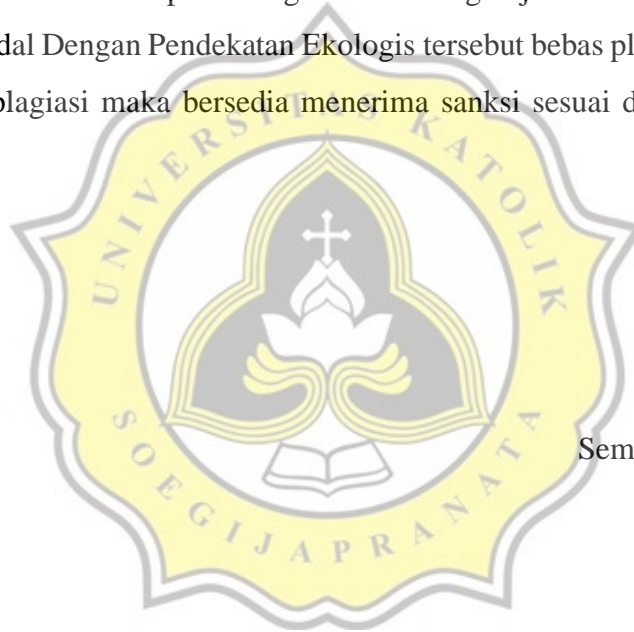 dal Dengan Pendekatan Ekologis tersebut bebas pl
plagiasi maka bersedia menerima sanksi sesuai d
UNIVERSITAS KATOLIK
SOEGIJAPRANATA
Sem